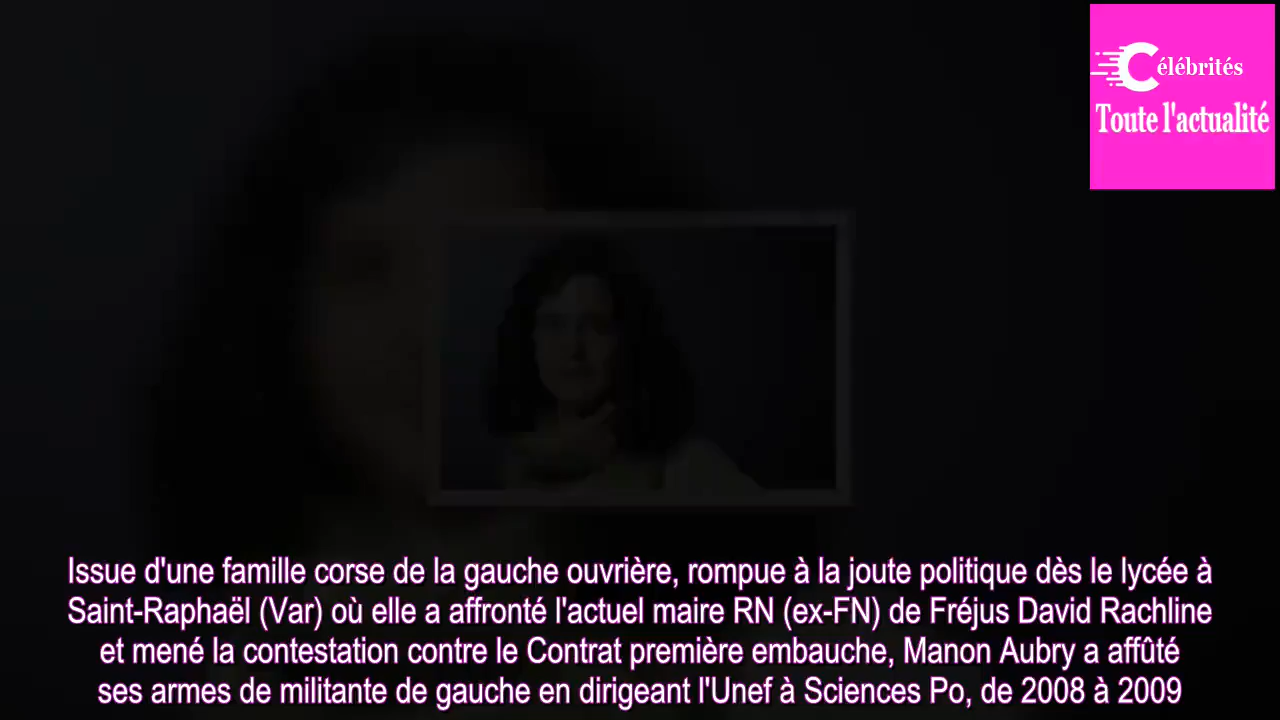 Célébrités
Toute l'actualité
Issue d'une famille corse de la gauche ouvrière, rompue à la joute politique dès le lycée à
Saint-Raphaël (Var) où elle a affronté l'actuel maire RN (ex-FN) de Fréjus David Rachline
et mené la contestation contre le Contrat première embauche, Manon Aubry a affûté
ses armes de militante de gauche en dirigeant l'Unef à Sciences Po, de 2008 à 2009